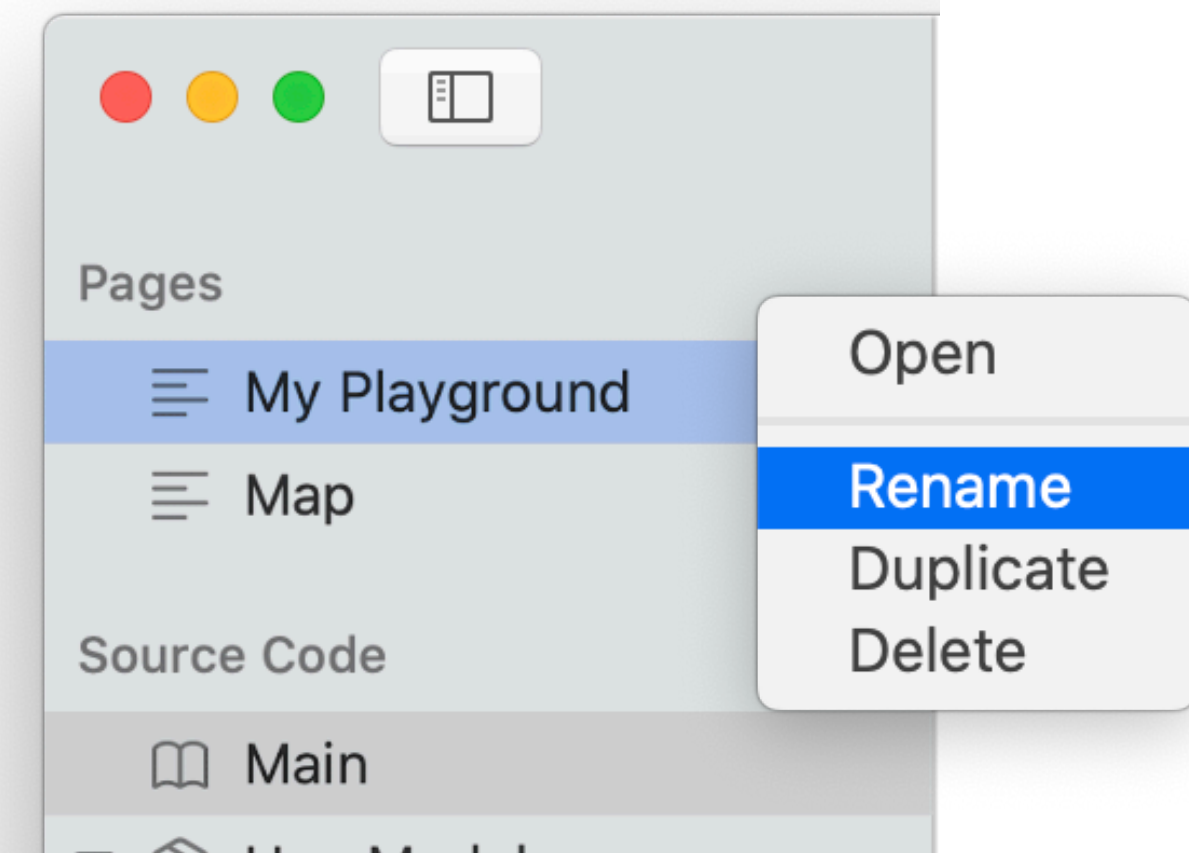 Pages
My Playground
Map
Source Code
Main
Open
Rename
Duplicate
Delete